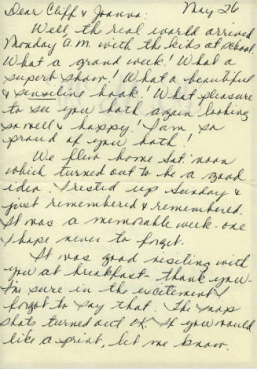 Dear Cliff & Joanna: May 26
Well, the real world arrived
Monday a.m. with the kids at school.
What a grand week! What a
superb show! What a beautiful
& sensitive book! What pleasure
to see you both again looking
so well & happy! I am so
proud of you both!
We flew home Sat. noon
which turned out to be a good
idea. I rested up Sunday &
just remembered & remembered.
It was a memorable week - one
I hope never to forget.
It was good visiting with
you at breakfast - thank you -
I'm sure in the excitement I
forgot to say that. The snap
shots turned out OK. If you would
like a print, let me know.